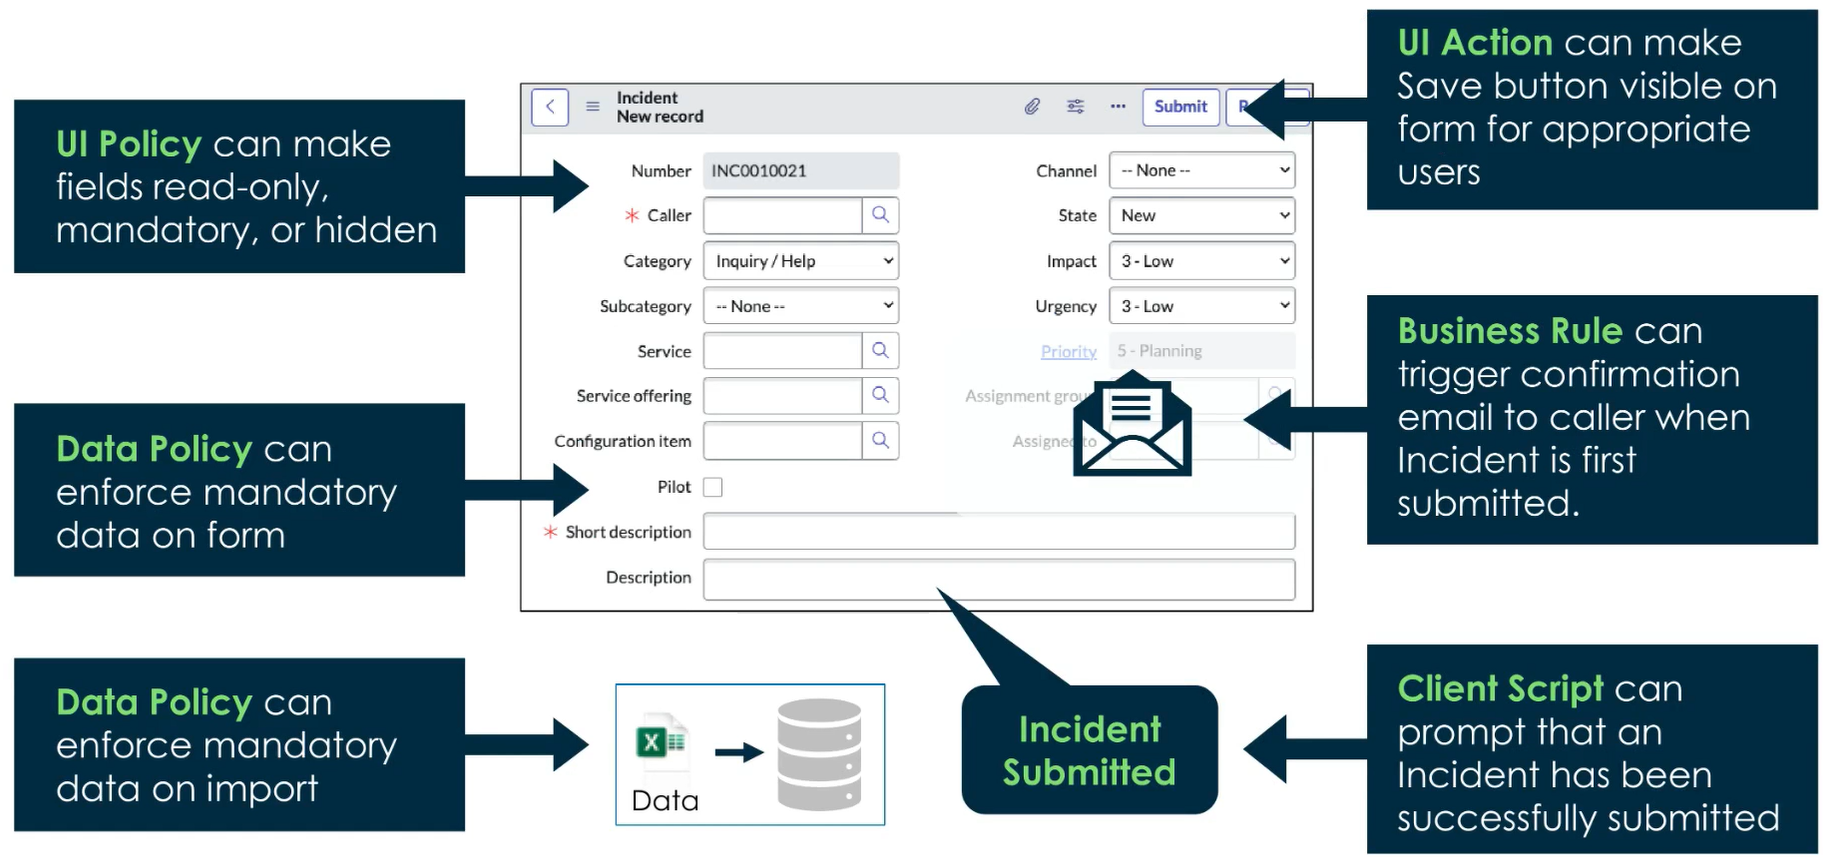 UI Policy can make
fields read-only,
mandatory, or hidden
Data Policy can
enforce mandatory
data on form
Data Policy can
enforce mandatory
data on import
Incident
New record
Submit
Number
INC0010021
* Caller
Category
Inquiry / Help
Subcategory
-- None --
Service
Service offering
Configuration item
Pilot
* Short description
Description
Channel
-- None --
State
New
Impact
3 - Low
Urgency
3 - Low
Priority
5 - Planning
Assignment
Assigned to
Data
Incident
Submitted
UI Action can make
Save button visible on
form for appropriate
users
Business Rule can
trigger confirmation
email to caller when
Incident is first
submitted.
Client Script can
prompt that an
Incident has been
successfully submitted